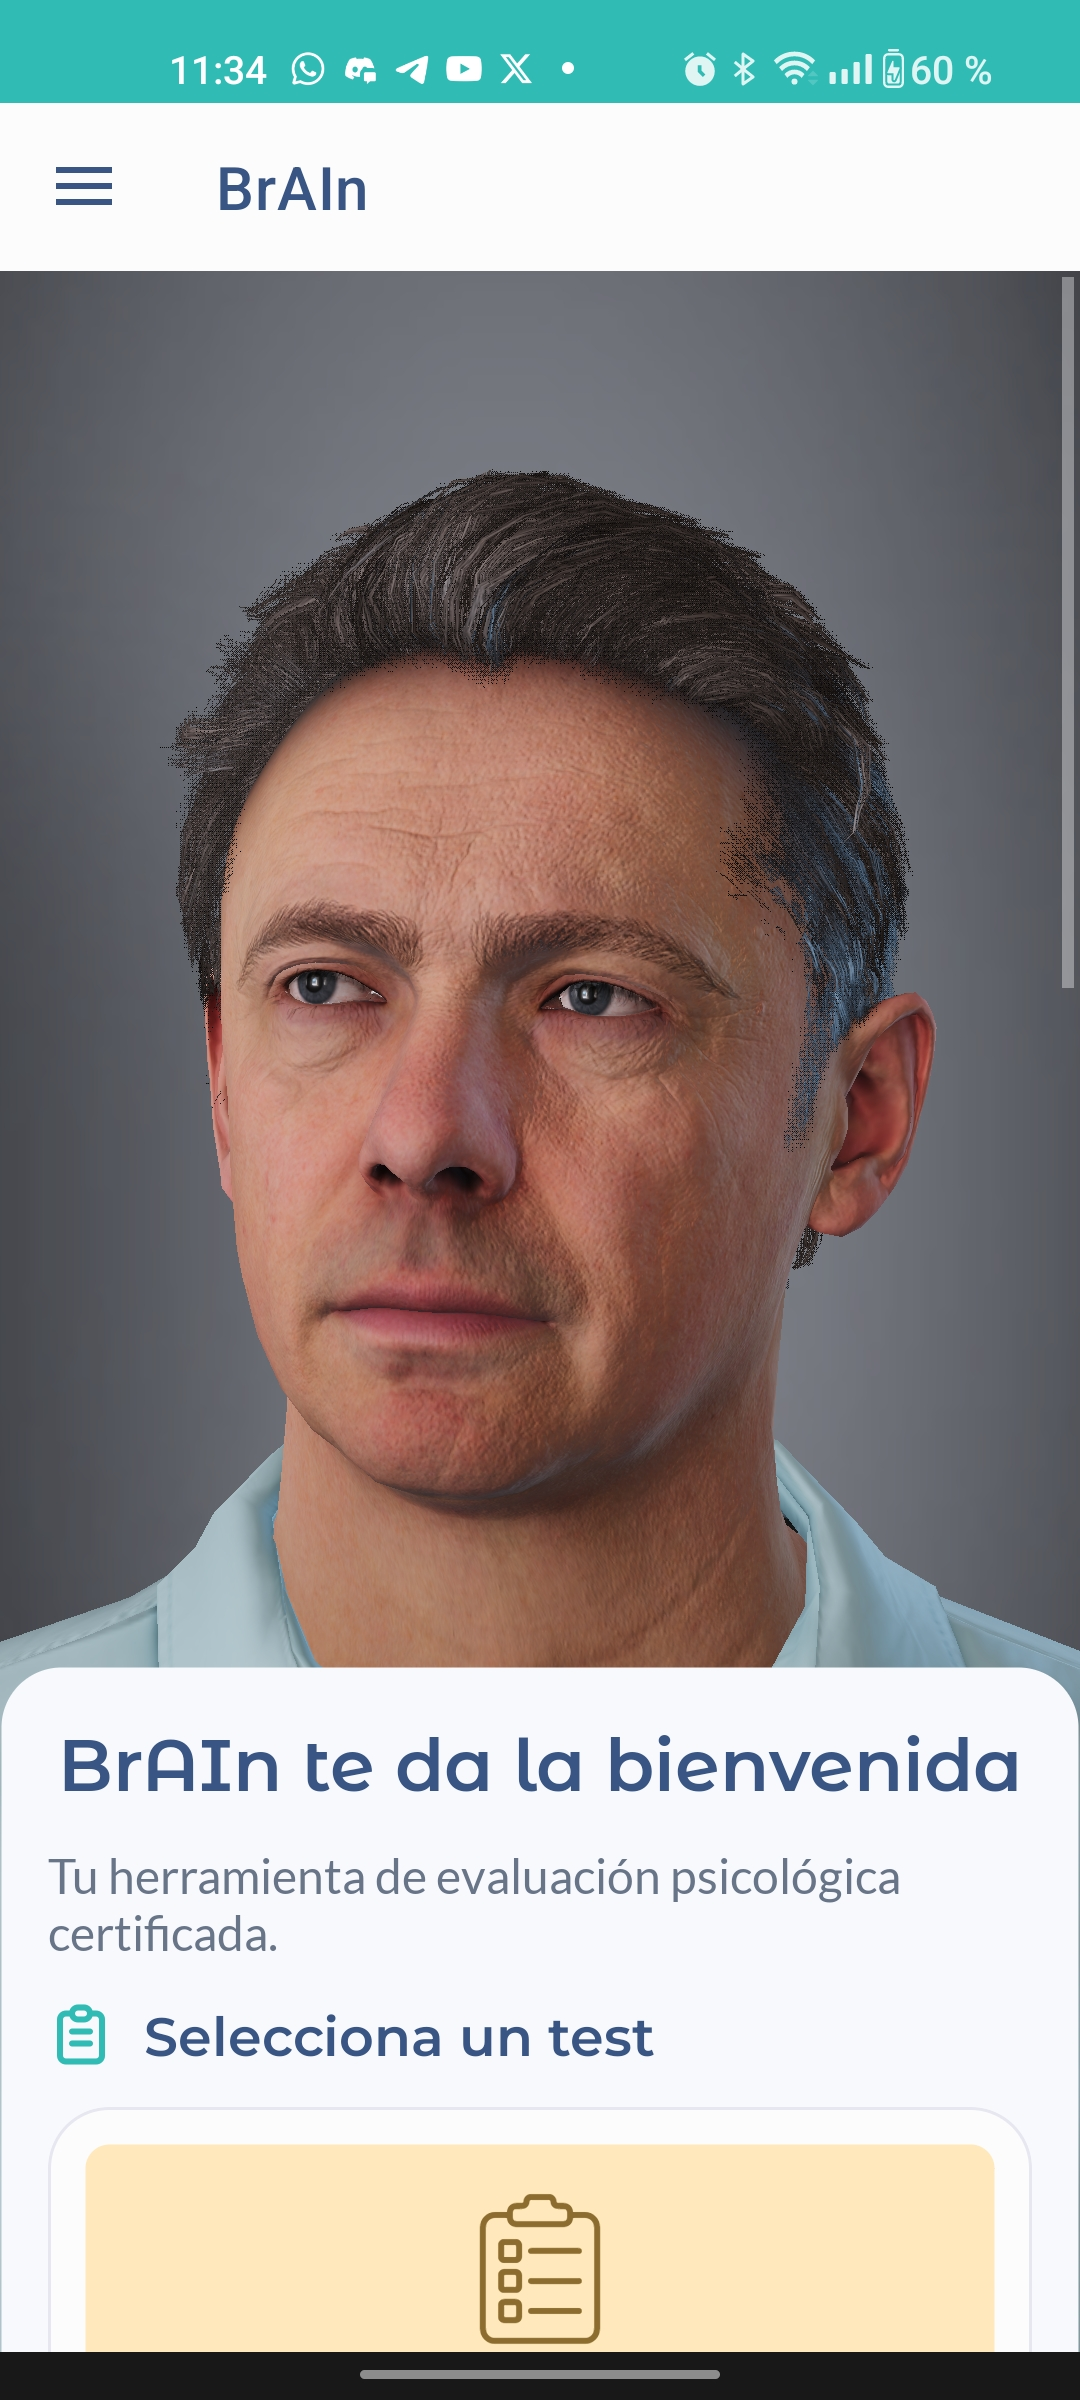 11:34 60 %
BrAIn
BrAIn te da la bienvenida
Tu herramienta de evaluación psicológica
certificada.
Selecciona un test